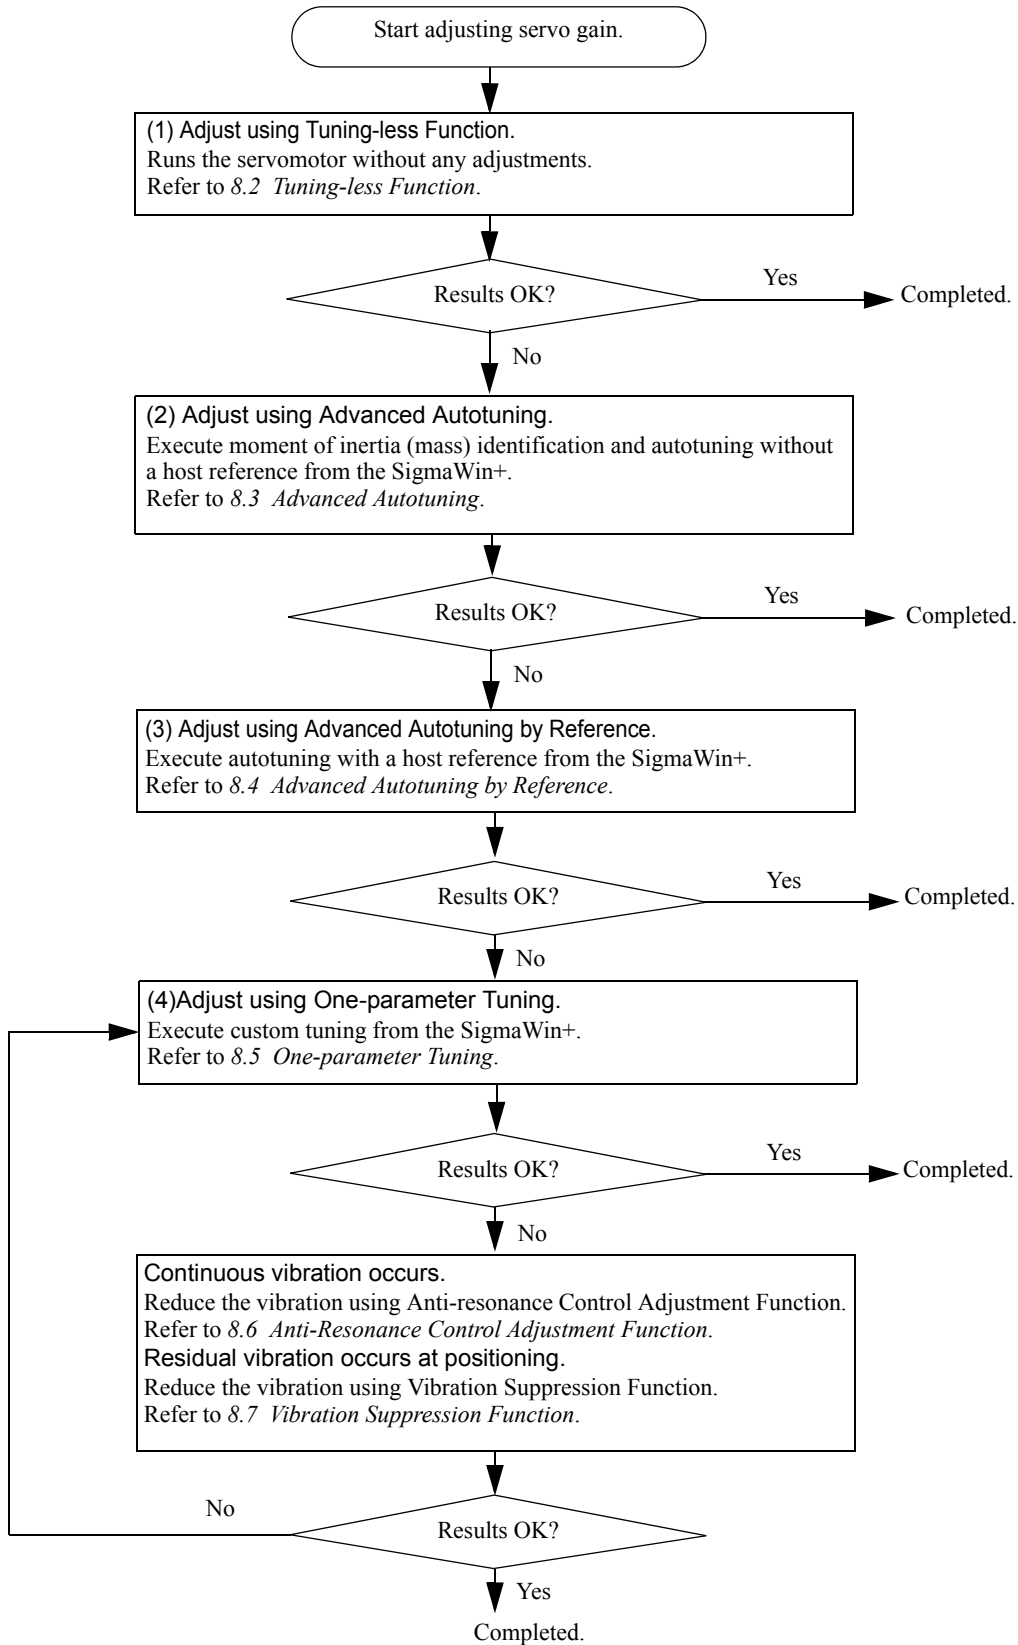 Start adjusting servo gain.
(1) Adjust using Tuning-less Function.
Runs the servomotor without any adjustments.
Refer to 8.2 Tuning-less Function.
Results OK?
Yes
Completed.
No
(2) Adjust using Advanced Autotuning.
Execute moment of inertia (mass) identification and autotuning without
a host reference from the SigmaWin+.
Refer to 8.3 Advanced Autotuning.
Results OK?
Yes
Completed.
No
(3) Adjust using Advanced Autotuning by Reference.
Execute autotuning with a host reference from the SigmaWin+.
Refer to 8.4 Advanced Autotuning by Reference.
Results OK?
Yes
Completed.
No
(4)Adjust using One-parameter Tuning.
Execute custom tuning from the SigmaWin+.
Refer to 8.5 One-parameter Tuning.
Results OK?
Yes
Completed.
No
Continuous vibration occurs.
Reduce the vibration using Anti-resonance Control Adjustment Function.
Refer to 8.6 Anti-Resonance Control Adjustment Function.
Residual vibration occurs at positioning.
Reduce the vibration using Vibration Suppression Function.
Refer to 8.7 Vibration Suppression Function.
No
Results OK?
Yes
Completed.